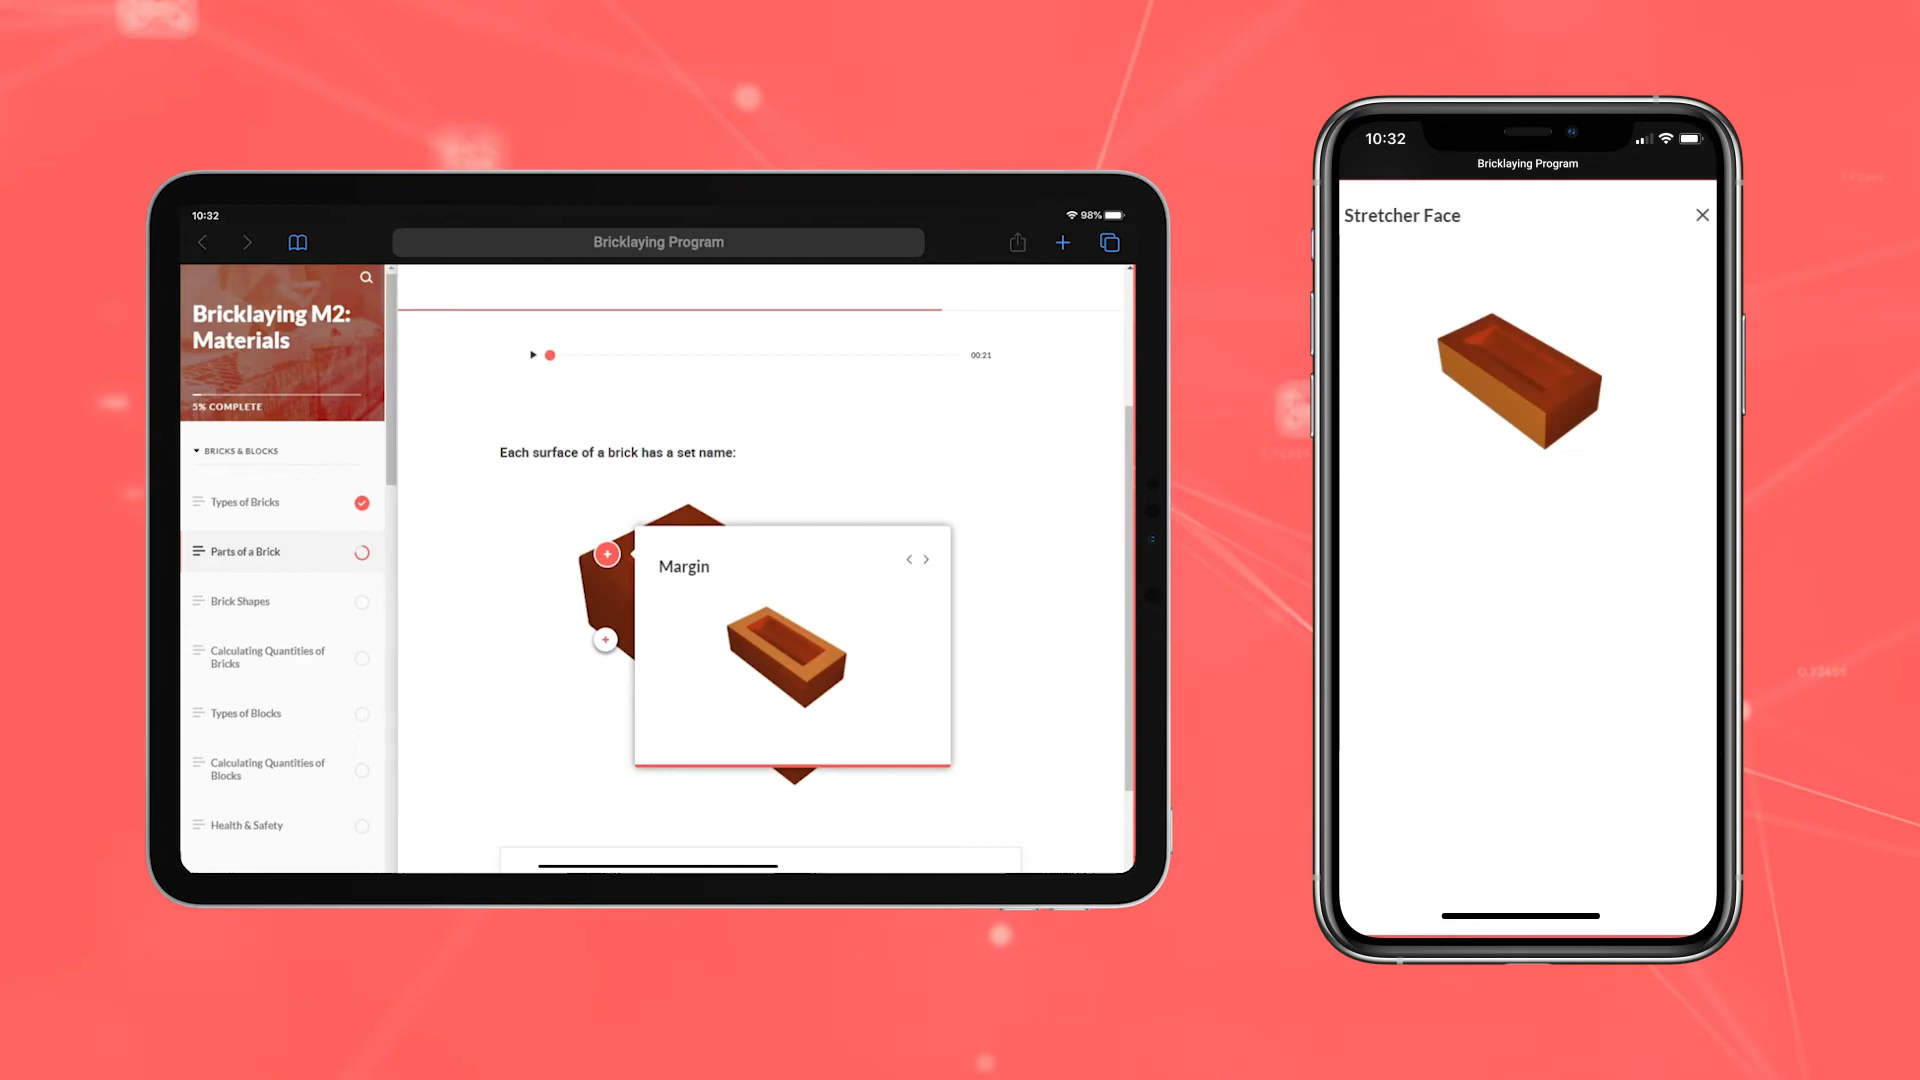 10:32
98%
Bricklaying Program
Bricklaying M2:
Materials
5% COMPLETE
BRICKS & BLOCKS
Types of Bricks
Parts of a Brick
Brick Shapes
Calculating Quantities of
Bricks
Types of Blocks
Calculating Quantities of
Blocks
Health & Safety
00:21
Each surface of a brick has a set name:
Margin
10:32
Bricklaying Program
Stretcher Face